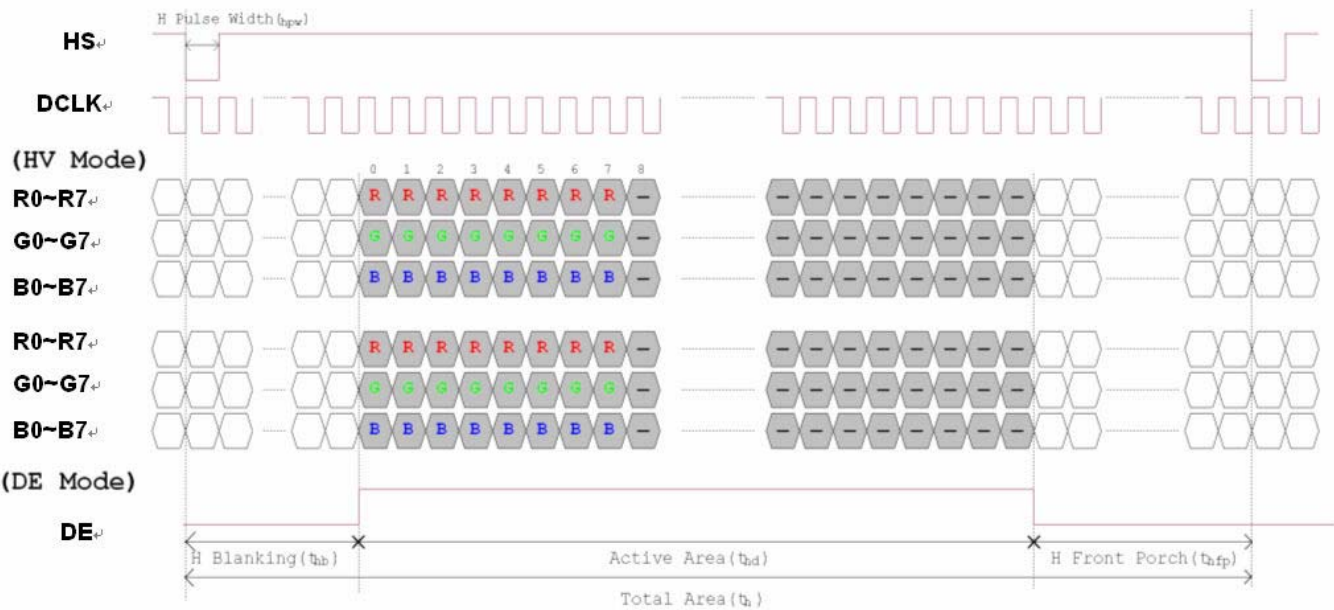 H Pulse Width(thpw)
HS
DCLK
(HV Mode)
0 1 2 3 4 5 6 7 8
R0~R7 R R R R R R R R – – – – – – – – –
G0~G7 G G G G G G G G – – – – – – – – –
B0~B7 B B B B B B B B – – – – – – – – –
R0~R7 R R R R R R R R – – – – – – – – –
G0~G7 G G G G G G G G – – – – – – – – –
B0~B7 B B B B B B B B – – – – – – – – –
(DE Mode)
DE
H Blanking(thb) Active Area(thd) H Front Porch(thfp)
Total Area(th)